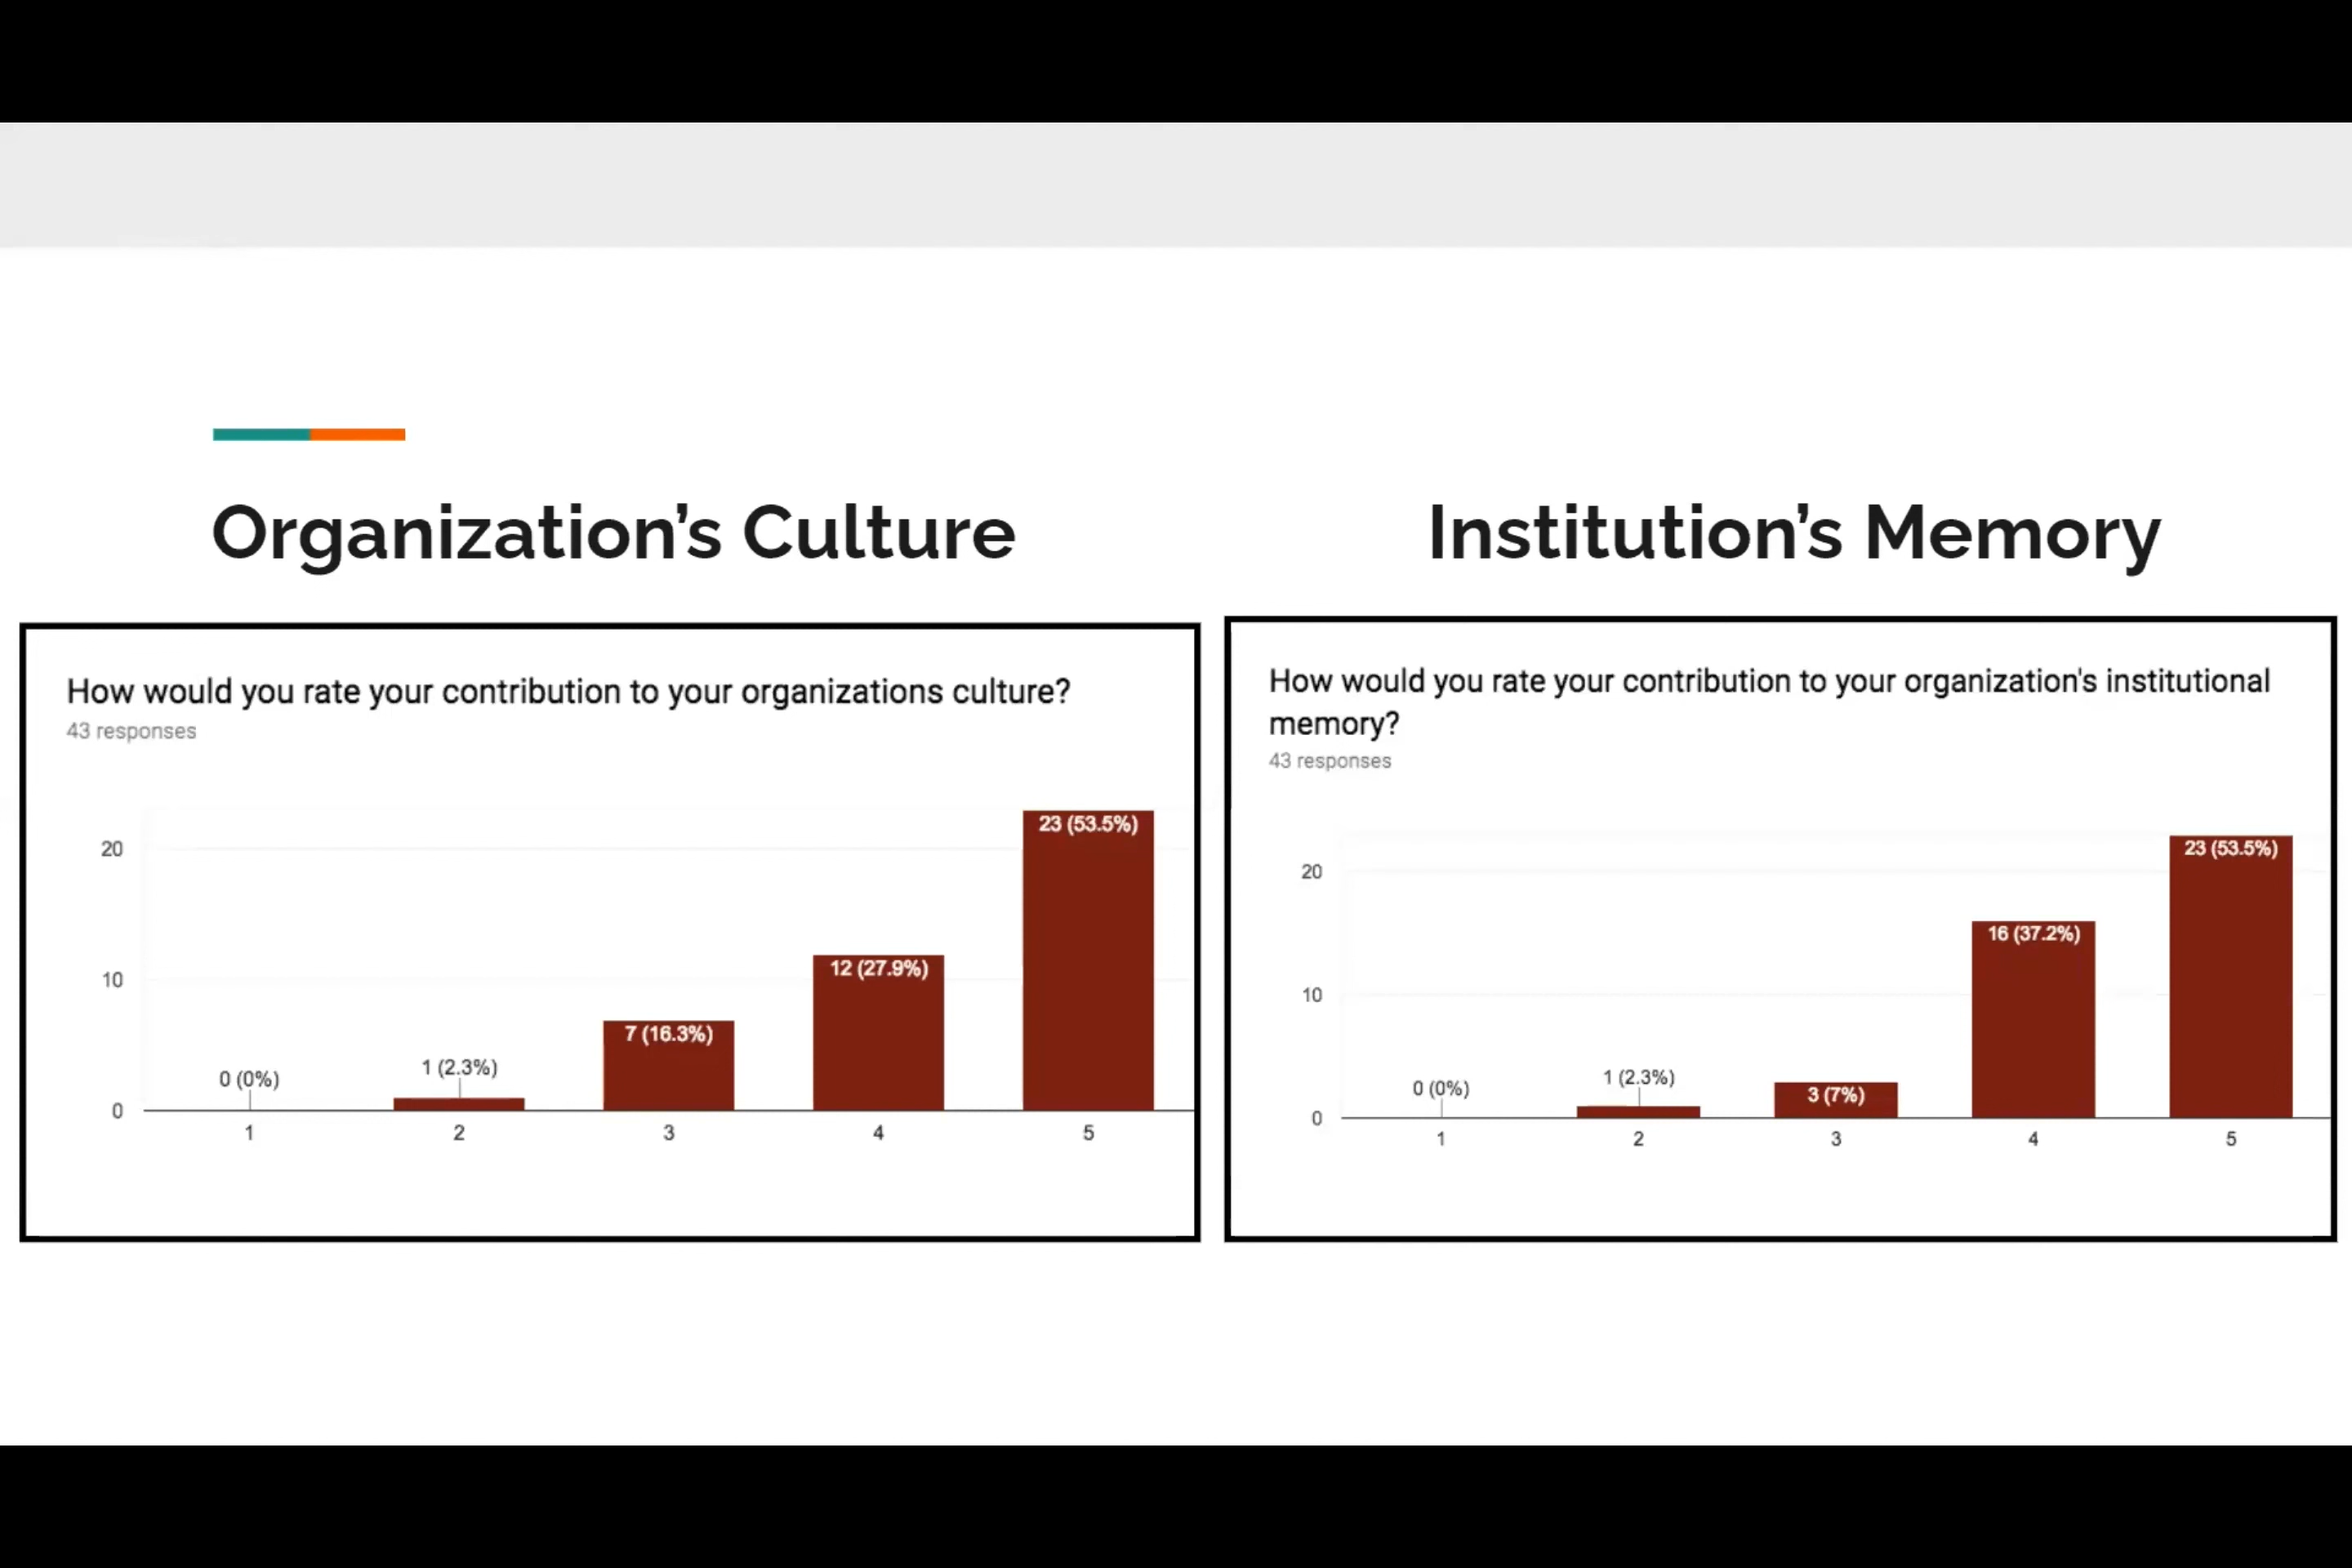 Organization’s Culture
How would you rate your contribution to your organizations culture?
43 responses
20
10
0
0 (0%)
1 (2.3%)
7 (16.3%)
12 (27.9%)
23 (53.5%)
1 2 3 4 5
Institution’s Memory
How would you rate your contribution to your organization's institutional
memory?
43 responses
20
10
0
0 (0%)
1 (2.3%)
3 (7%)
16 (37.2%)
23 (53.5%)
1 2 3 4 5